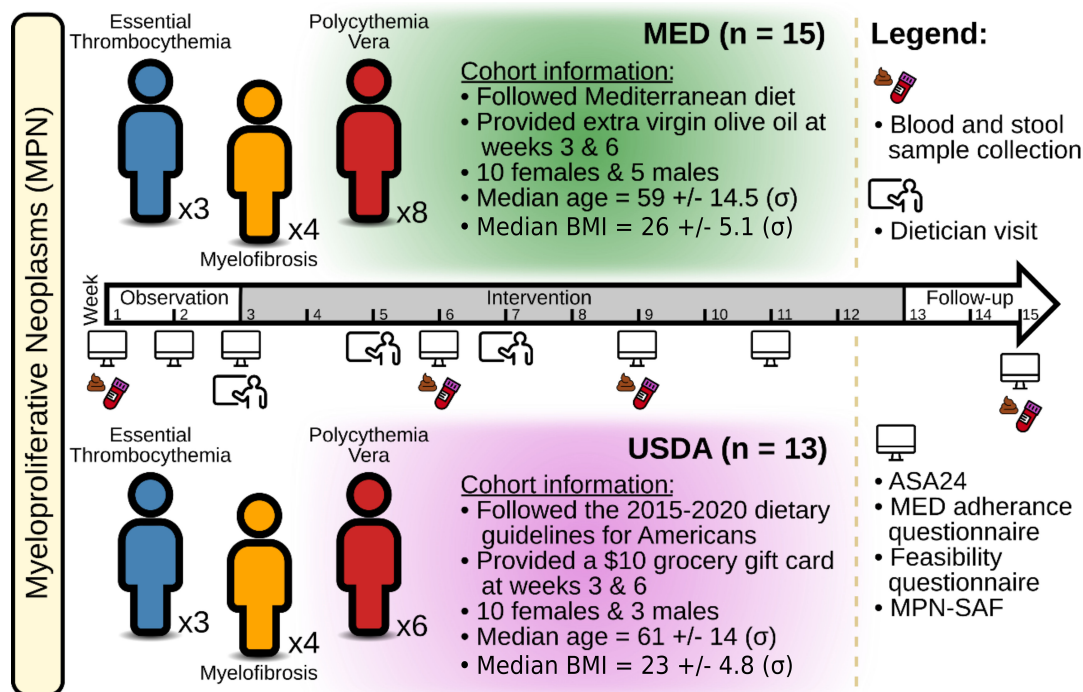 Myeloproliferative Neoplasms (MPN)
Essential
Thrombocythemia
x3
x4
Myelofibrosis
Polycythemia
Vera
x8
MED (n = 15)
Cohort information:
• Followed Mediterranean diet
• Provided extra virgin olive oil at
weeks 3 & 6
• 10 females & 5 males
• Median age = 59 +/- 14.5 (σ)
• Median BMI = 26 +/- 5.1 (σ)
Legend:
• Blood and stool
sample collection
• Dietician visit
Week
Observation
Intervention
Follow-up
1 2 3 4 5 6 7 8 9 10 11 12 13 14 15
Essential
Thrombocythemia
x3
x4
Myelofibrosis
Polycythemia
Vera
x6
USDA (n = 13)
Cohort information:
• Followed the 2015-2020 dietary
guidelines for Americans
• Provided a $10 grocery gift card
at weeks 3 & 6
• 10 females & 3 males
• Median age = 61 +/- 14 (σ)
• Median BMI = 23 +/- 4.8 (σ)
• ASA24
• MED adherance
questionnaire
• Feasibility
questionnaire
• MPN-SAF